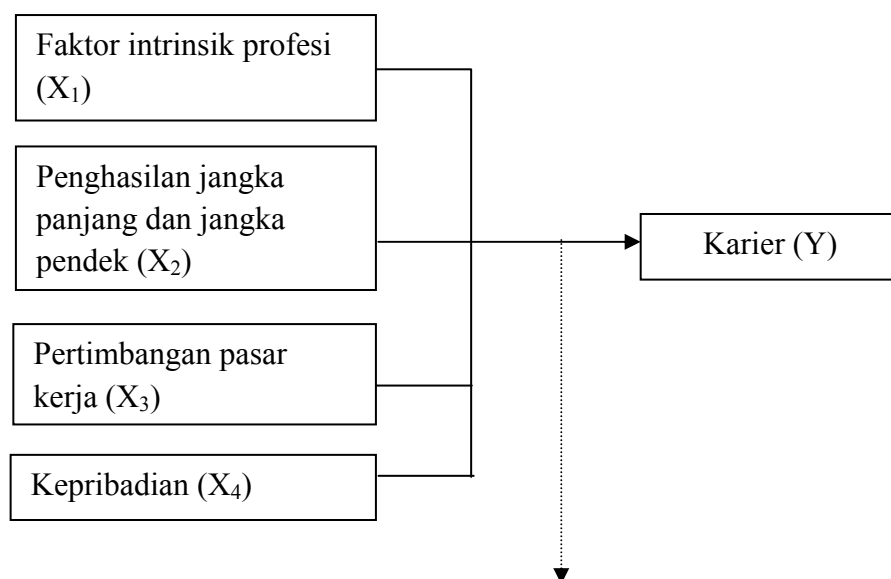 Faktor intrinsik profesi
(X₁)
Penghasilan jangka
panjang dan jangka
pendek (X₂)
Karier (Y)
Pertimbangan pasar
kerja (X₃)
Kepribadian (X₄)